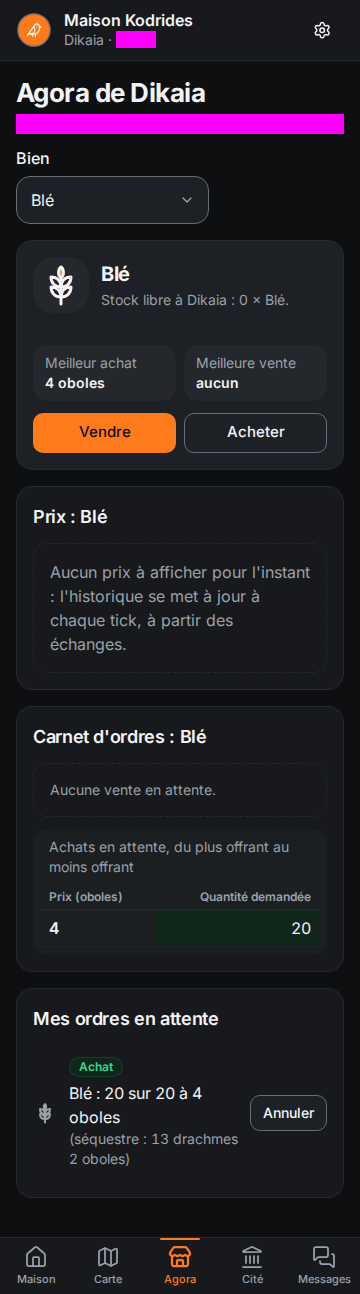 Maison Kodrides
Dikaia ·
Agora de Dikaia
Bien
Blé
Blé
Stock libre à Dikaia : 0 × Blé.
Meilleur achat
4 oboles
Meilleure vente
aucun
Vendre
Acheter
Prix : Blé
Aucun prix à afficher pour l'instant
: l'historique se met à jour à
chaque tick, à partir des
échanges.
Carnet d'ordres : Blé
Aucune vente en attente.
Achats en attente, du plus offrant au
moins offrant
Prix (oboles) Quantité demandée
4 20
Mes ordres en attente
Achat
Blé : 20 sur 20 à 4
oboles
(séquestre : 13 drachmes
2 oboles)
Annuler
Maison Carte Agora Cité Messages